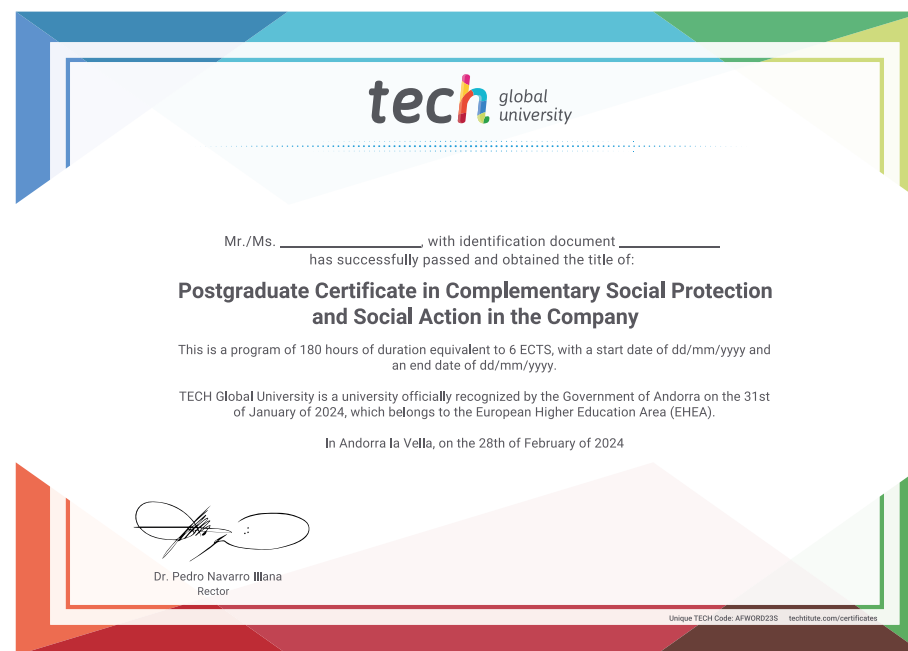 tech global university
Mr./Ms. ____________, with identification document ____________
has successfully passed and obtained the title of:
Postgraduate Certificate in Complementary Social Protection
and Social Action in the Company
This is a program of 180 hours of duration equivalent to 6 ECTS, with a start date of dd/mm/yyyy and
an end date of dd/mm/yyyy.
TECH Global University is a university officially recognized by the Government of Andorra on the 31st
of January of 2024, which belongs to the European Higher Education Area (EHEA).
In Andorra la Vella, on the 28th of February of 2024
Dr. Pedro Navarro Illana
Rector
Unique TECH Code: AFWORD23S techtitute.com/certificates